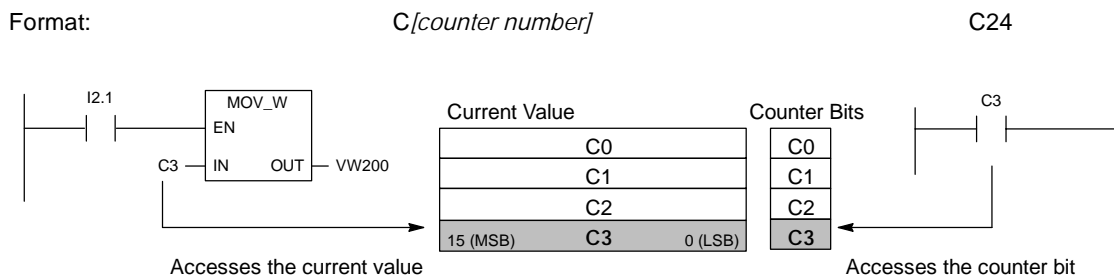 Format: C[counter number] C24
I2.1
MOV_W
EN
C3 IN OUT VW200
Current Value
C0
C1
C2
15 (MSB) C3 0 (LSB)
Counter Bits
C0
C1
C2
C3
C3
Accesses the current value
Accesses the counter bit